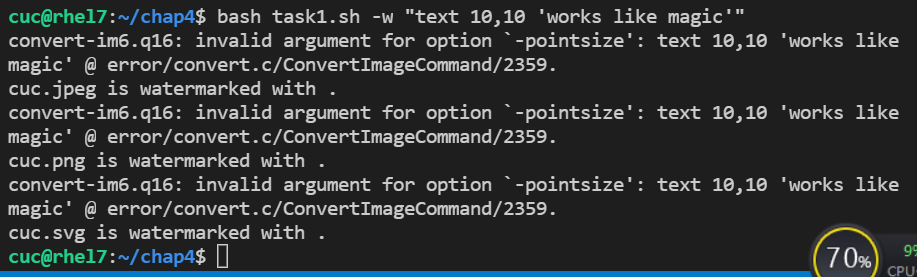 cuc@rhel7:~/chap4$ bash task1.sh -w "text 10,10 'works like magic'"
convert-im6.q16: invalid argument for option `-pointsize': text 10,10 'works like
magic' @ error/convert.c/ConvertImageCommand/2359.
cuc.jpeg is watermarked with .
convert-im6.q16: invalid argument for option `-pointsize': text 10,10 'works like
magic' @ error/convert.c/ConvertImageCommand/2359.
cuc.png is watermarked with .
convert-im6.q16: invalid argument for option `-pointsize': text 10,10 'works like
magic' @ error/convert.c/ConvertImageCommand/2359.
cuc.svg is watermarked with .
cuc@rhel7:~/chap4$
70%
CPU